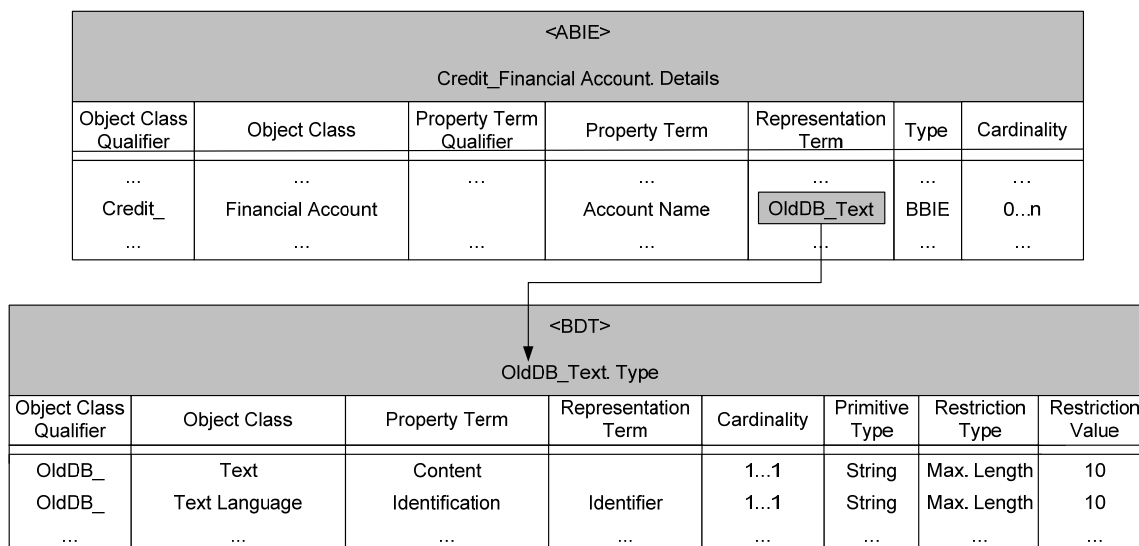 <ABIE>
Credit_Financial Account. Details
Object Class Qualifier Object Class Property Term Qualifier Property Term Representation Term Type Cardinality
... ... ... ... ... ... ...
Credit_ Financial Account Account Name OldDB_Text BBIE 0...n
... ... ... ... ... ...
<BDT>
OldDB_Text. Type
Object Class Qualifier Object Class Property Term Representation Term Cardinality Primitive Type Restriction Type Restriction Value
OldDB_ Text Content 1...1 String Max. Length 10
OldDB_ Text Language Identification Identifier 1...1 String Max. Length 10
... ... ... ... ... ... ... ...